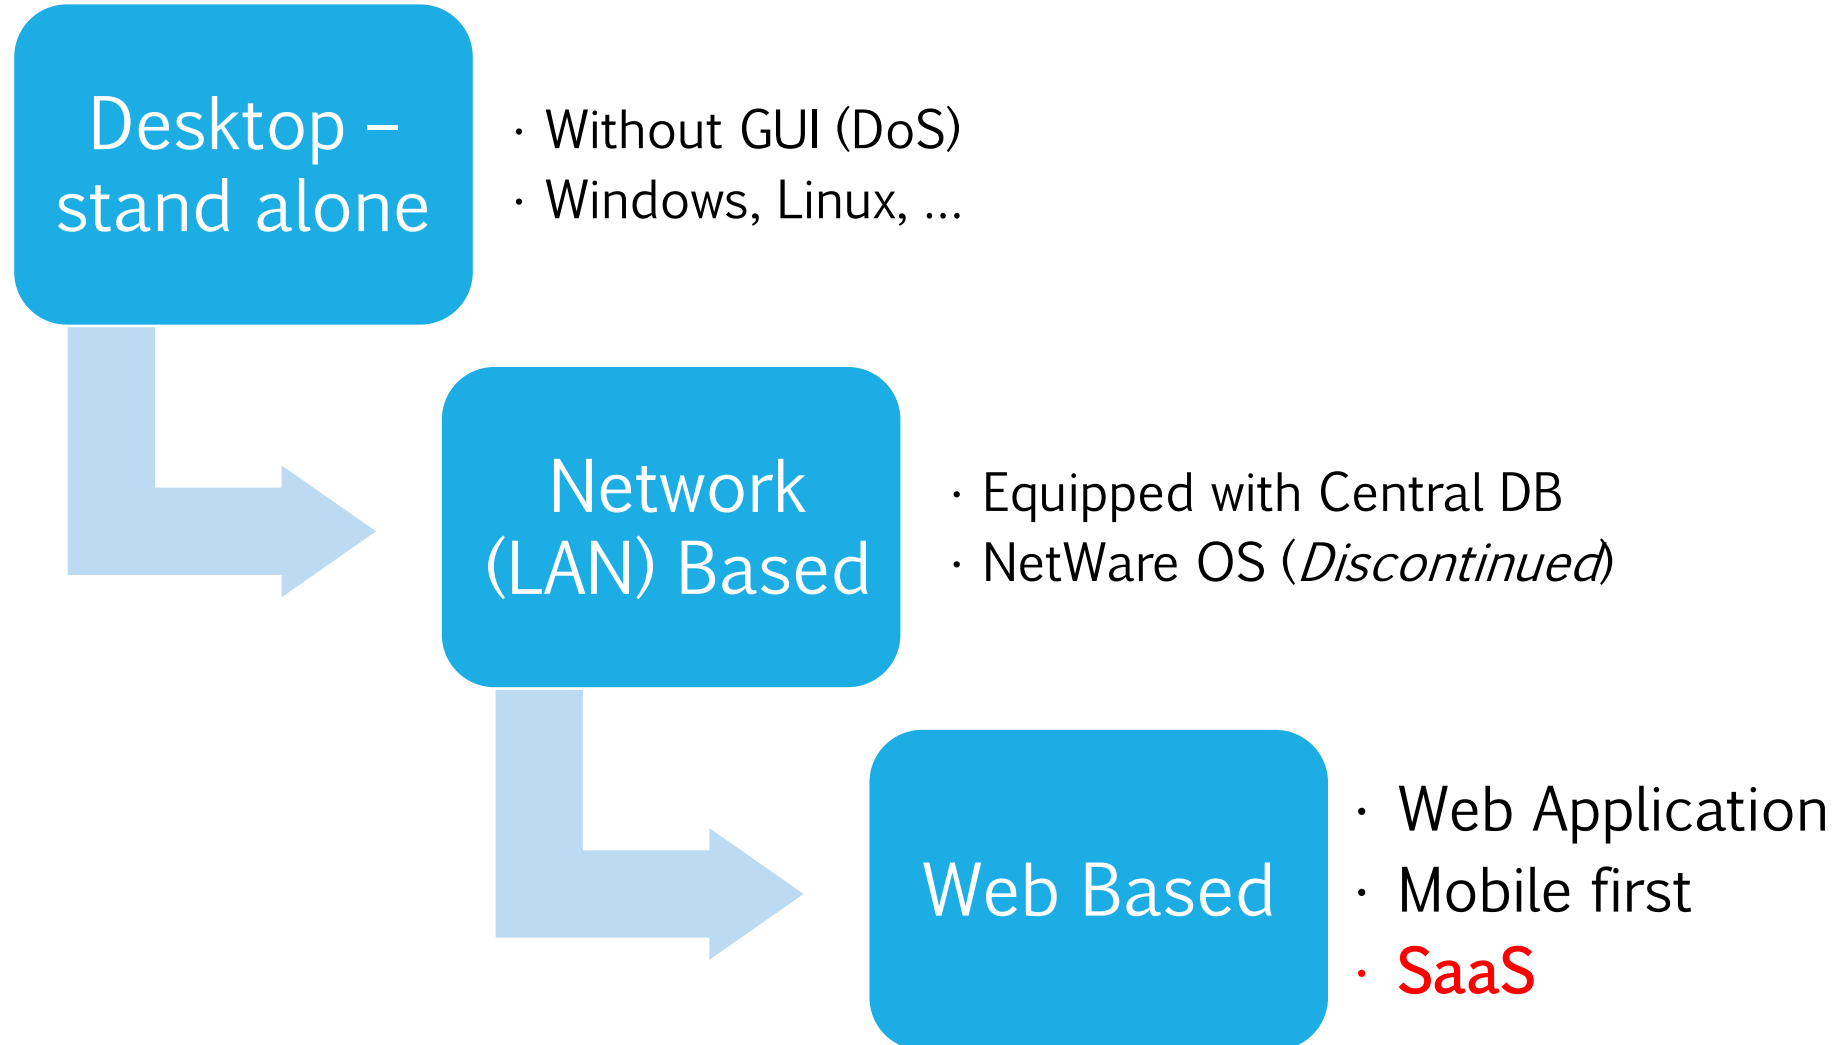 Desktop –
stand alone
· Without GUI (DoS)
· Windows, Linux, ...
Network
(LAN) Based
· Equipped with Central DB
· NetWare OS (Discontinued)
Web Based
· Web Application
· Mobile first
· SaaS